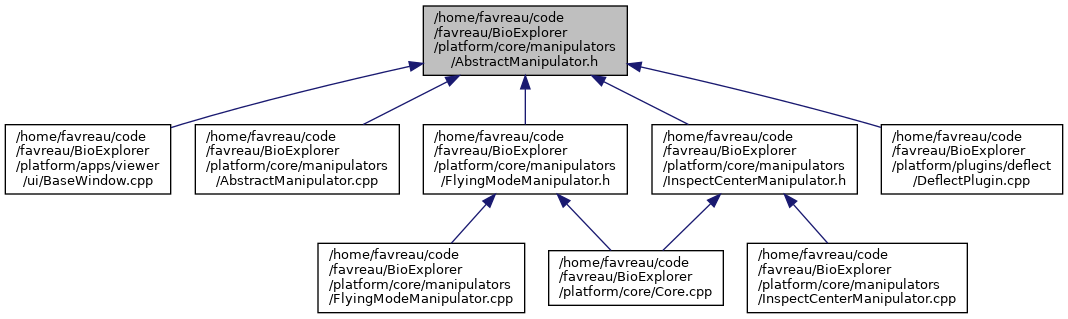 /home/favreau/code
/favreau/BioExplorer
/platform/core/manipulators
/AbstractManipulator.h
/home/favreau/code
/favreau/BioExplorer
/platform/apps/viewer
/ui/BaseWindow.cpp
/home/favreau/code
/favreau/BioExplorer
/platform/core/manipulators
/AbstractManipulator.cpp
/home/favreau/code
/favreau/BioExplorer
/platform/core/manipulators
/FlyingModeManipulator.h
/home/favreau/code
/favreau/BioExplorer
/platform/core/manipulators
/InspectCenterManipulator.h
/home/favreau/code
/favreau/BioExplorer
/platform/plugins/deflect
/DeflectPlugin.cpp
/home/favreau/code
/favreau/BioExplorer
/platform/core/manipulators
/FlyingModeManipulator.cpp
/home/favreau/code
/favreau/BioExplorer
/platform/core/Core.cpp
/home/favreau/code
/favreau/BioExplorer
/platform/core/manipulators
/InspectCenterManipulator.cpp